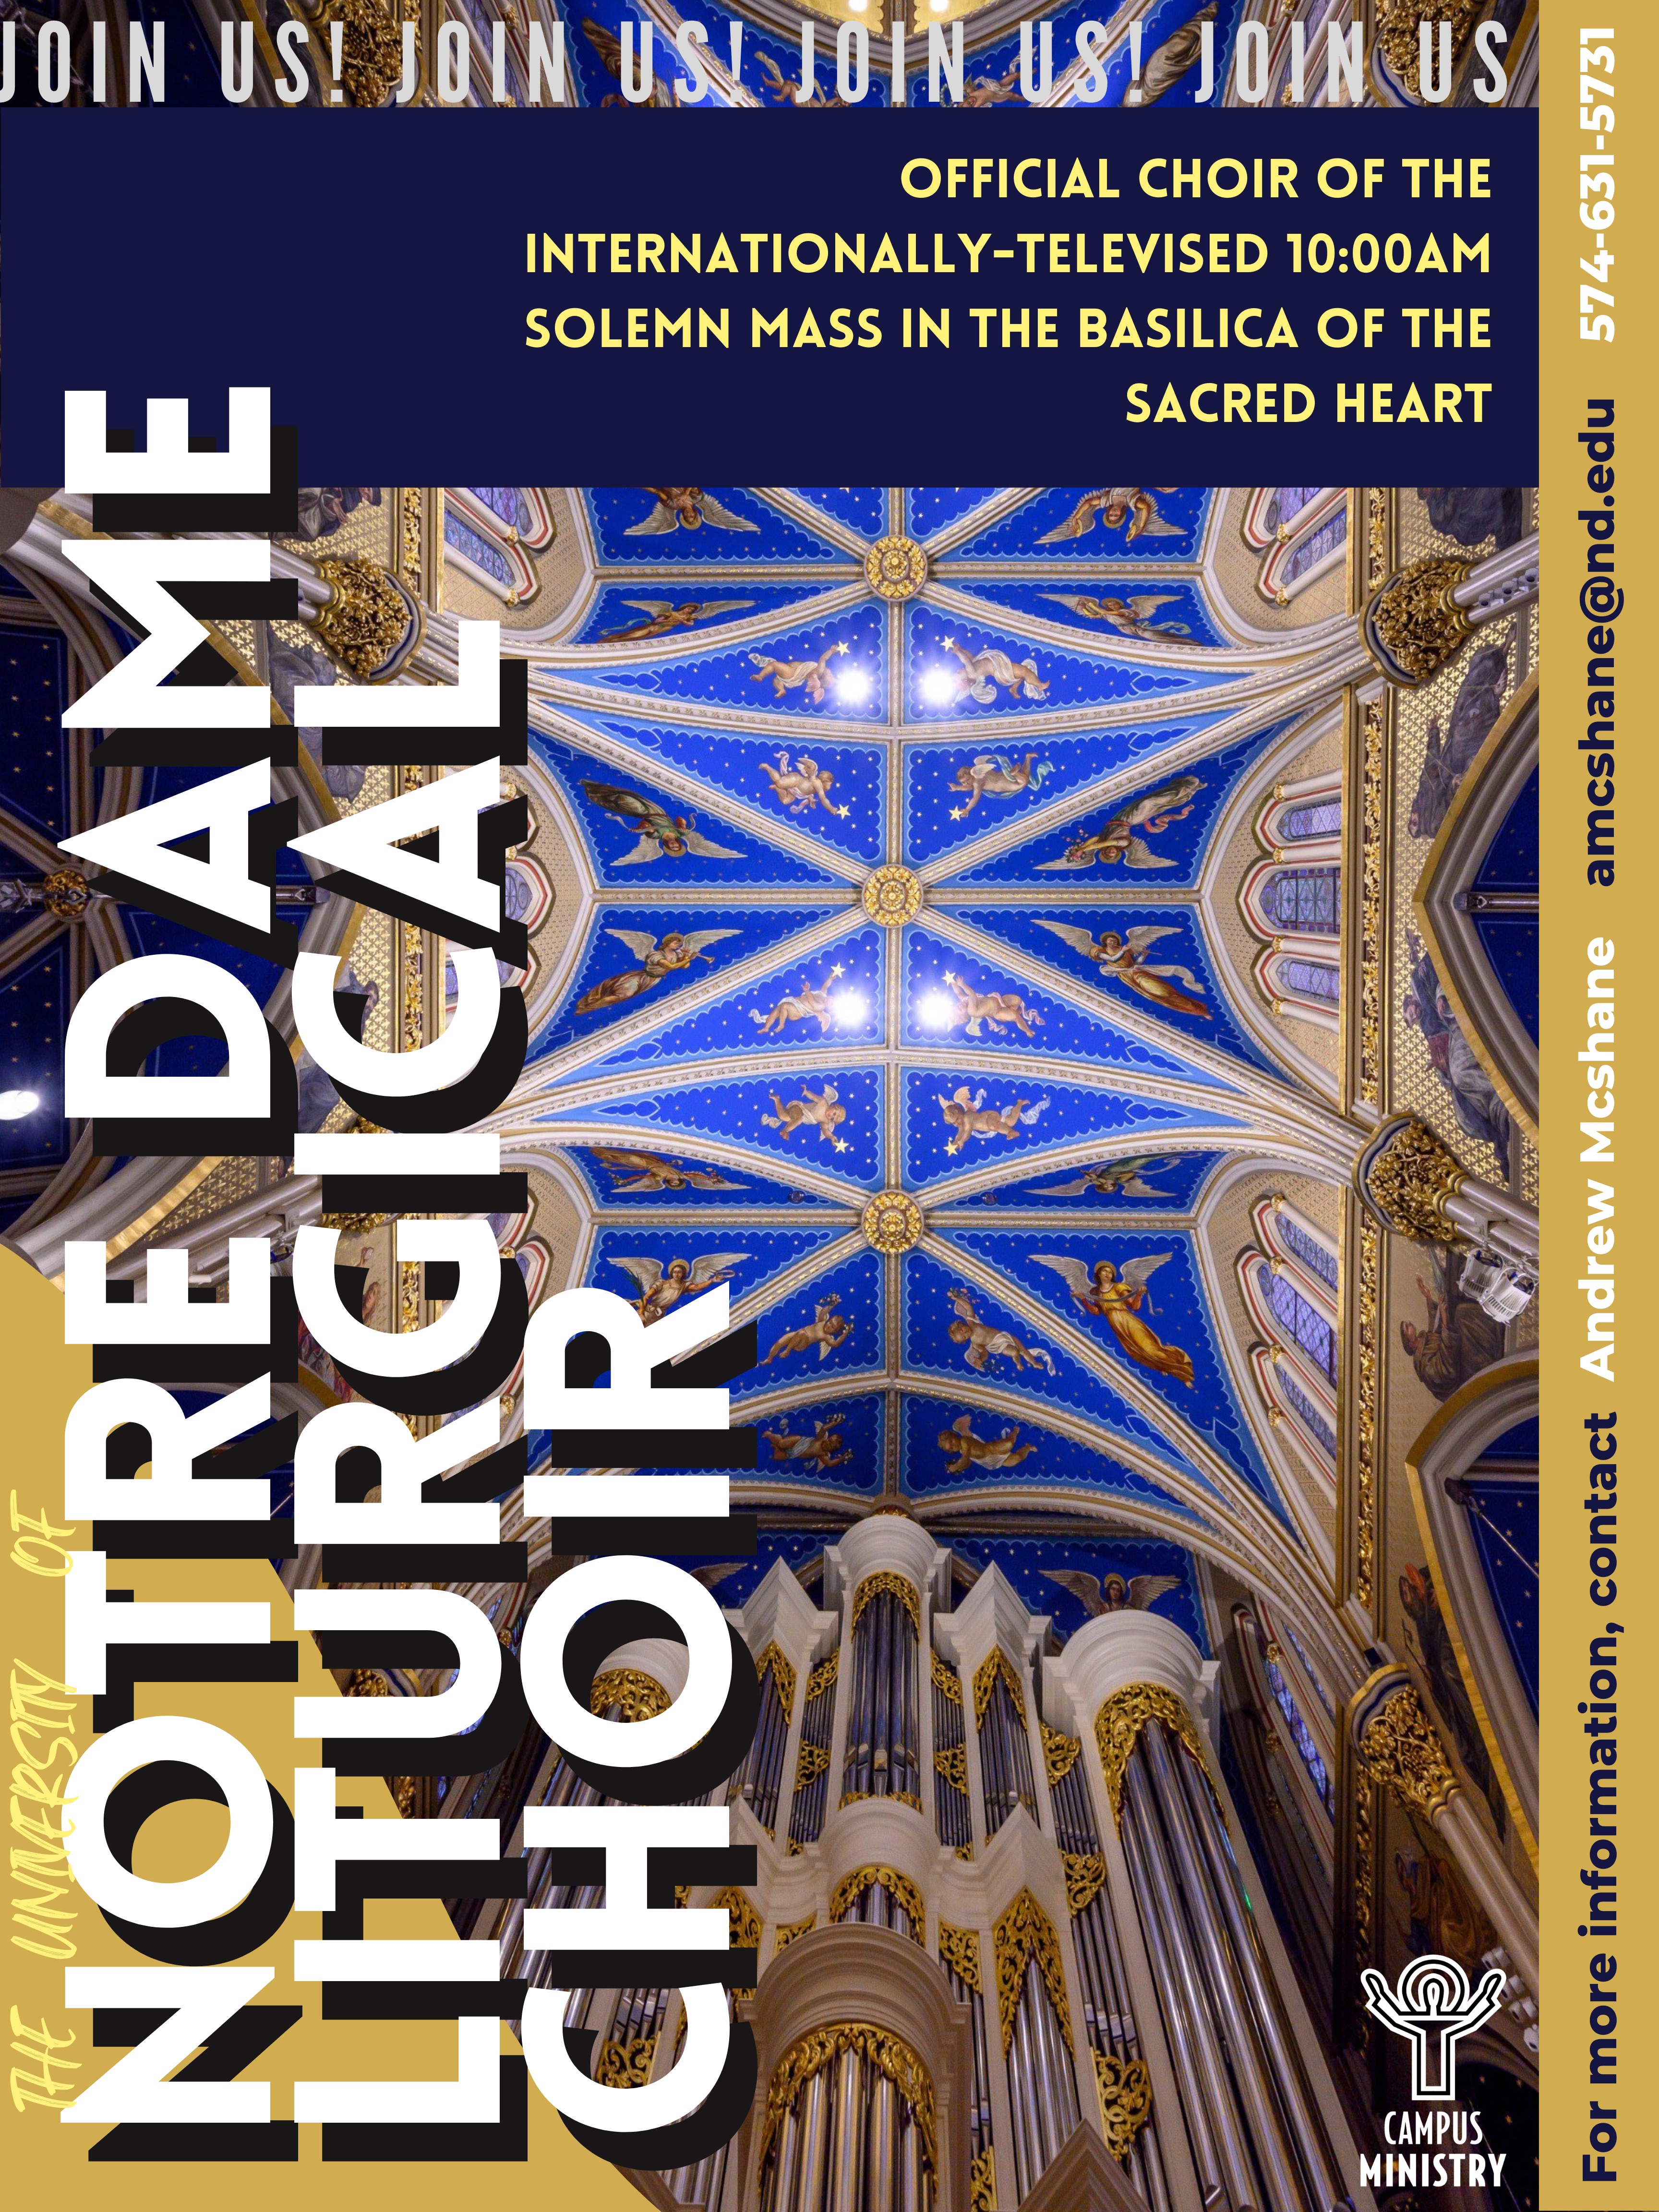 JOIN US! JOIN US! JOIN US! JOIN US
OFFICIAL CHOIR OF THE
INTERNATIONALLY-TELEVISED 10:00AM
SOLEMN MASS IN THE BASILICA OF THE
SACRED HEART
THE UNIVERSITY OF
NOTRE DAME
LITURGICAL
CHOIR
CAMPUS
MINISTRY
For more information, contact Andrew Mcshane amcshane@nd.edu 574-631-5731